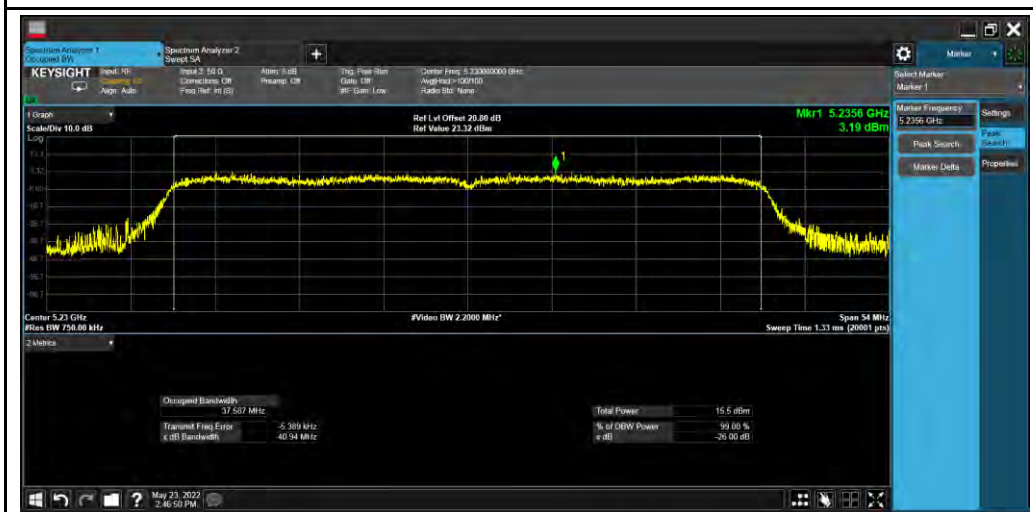 Spectrum Analyzer 1
Occupied BW
Spectrum Analyzer 2
Swept SA
+
Marker
KEYSIGHT
Input: RF
Align: Auto
Input Z: 50 Ω
Corrections: Off
Freq Ref: Int (S)
Atten: 8 dB
Preamp: Off
Trig: Free Run
Gate: Off
#IF Gain: Low
Center Freq: 5.230000000 GHz
Avg|Hold:>100/100
Radio Std: None
Select Marker
Marker 1
Marker Frequency
5.2356 GHz
Settings
Peak Search
Peak
Search
Marker Delta
Properties
1 Graph
Scale/Div 10.0 dB
Log
Ref Lvl Offset 20.80 dB
Ref Value 23.32 dBm
Mkr1 5.2356 GHz
3.19 dBm
1
Center 5.23 GHz
#Res BW 750.00 kHz
#Video BW 2.2000 MHz*
Span 54 MHz
Sweep Time 1.33 ms (20001 pts)
2 Metrics
Occupied Bandwidth
37.587 MHz
Transmit Freq Error -5.389 kHz
x dB Bandwidth 40.94 MHz
Total Power 15.5 dBm
% of OBW Power 99.00 %
x dB -26.00 dB
?
May 23, 2022
2:46:50 PM